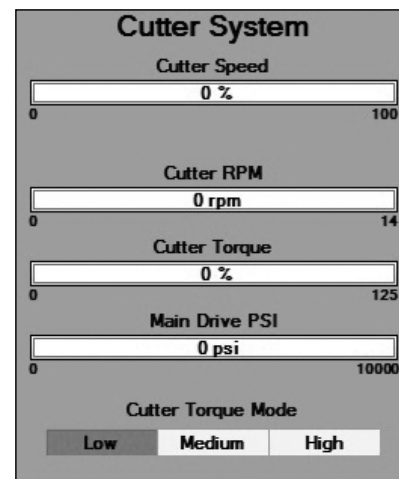 Cutter System
Cutter Speed
0 %
0 100
Cutter RPM
0 rpm
0 14
Cutter Torque
0 %
0 125
Main Drive PSI
0 psi
0 10000
Cutter Torque Mode
Low Medium High